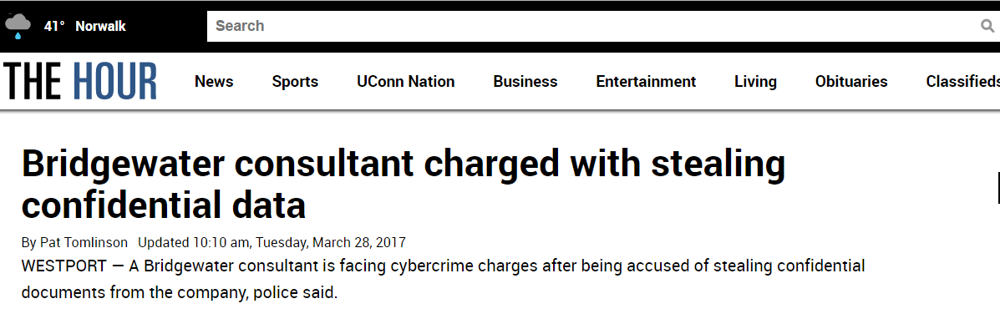 41° Norwalk Search
THE HOUR News Sports UConn Nation Business Entertainment Living Obituaries Classifieds
Bridgewater consultant charged with stealing
confidential data
By Pat Tomlinson Updated 10:10 am, Tuesday, March 28, 2017
WESTPORT — A Bridgewater consultant is facing cybercrime charges after being accused of stealing confidential
documents from the company, police said.